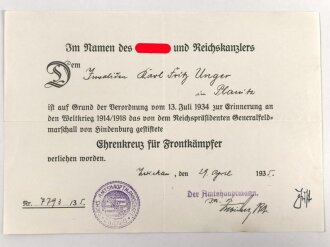 Im Namen des und Reichskanzlers
Dem
Invaliden Karl Fritz Unger
in Planitz
ist auf Grund der Verordnung vom 13. Juli 1934 zur Erinnerung an
den Weltkrieg 1914/1918 das von dem Reichspräsidenten Generalfeld-
marschall von Hindenburg gestiftete
Ehrenkreuz für Frontkämpfer
verliehen worden.
Zwickau, den 29. April 1935.
Der Amtshauptmann.
Nr. 7793 /35.